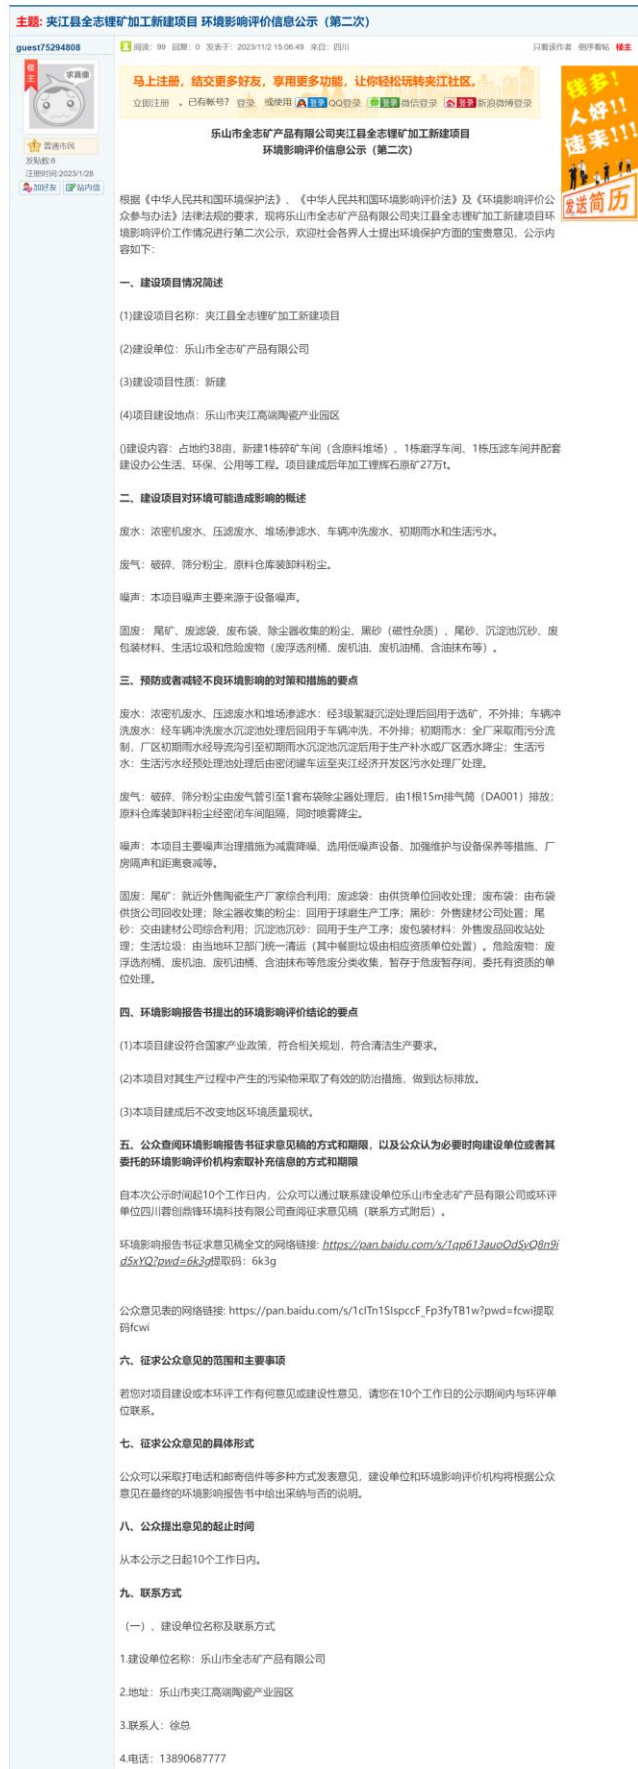 主题: 夹江县全志锂矿加工新建项目 环境影响评价信息公示（第二次）
guest75294808
阅读: 99 回复: 0 发表于: 2023/11/2 15:06:49 来自: 四川
只看该作者 倒序看帖 楼主
楼主
求真像
普通市民
发贴数:6
注册时间:2023/1/28
加好友 站内信
马上注册，结交更多好友，享用更多功能，让你轻松玩转夹江社区。
立即注册 。已有帐号？ 登录 或使用 登录 QQ登录 登录 微信登录 登录 新浪微博登录
钱多!
人好!!
速来!!!
发送简历
乐山市全志矿产品有限公司夹江县全志锂矿加工新建项目
环境影响评价信息公示（第二次）
根据《中华人民共和国环境保护法》、《中华人民共和国环境影响评价法》及《环境影响评价公
众参与办法》法律法规的要求，现将乐山市全志矿产品有限公司夹江县全志锂矿加工新建项目环
境影响评价工作情况进行第二次公示，欢迎社会各界人士提出环境保护方面的宝贵意见，公示内
容如下：
一、建设项目情况简述
(1)建设项目名称：夹江县全志锂矿加工新建项目
(2)建设单位：乐山市全志矿产品有限公司
(3)建设项目性质：新建
(4)项目建设地点：乐山市夹江高端陶瓷产业园区
()建设内容：占地约38亩，新建1栋碎矿车间（含原料堆场）、1栋磨浮车间、1栋压滤车间并配套
建设办公生活、环保、公用等工程。项目建成后年加工锂辉石原矿27万t。
二、建设项目对环境可能造成影响的概述
废水：浓密机废水、压滤废水、堆场渗滤水、车辆冲洗废水、初期雨水和生活污水。
废气：破碎、筛分粉尘，原料仓库装卸料粉尘。
噪声：本项目噪声主要来源于设备噪声。
固废： 尾矿、废滤袋、废布袋、除尘器收集的粉尘、黑砂（磁性杂质）、尾砂、沉淀池沉砂、废
包装材料、生活垃圾和危险废物（废浮选剂桶、废机油、废机油桶、含油抹布等）。
三、预防或者减轻不良环境影响的对策和措施的要点
废水：浓密机废水、压滤废水和堆场渗滤水：经3级絮凝沉淀处理后回用于选矿，不外排；车辆冲
洗废水：经车辆冲洗废水沉淀池处理后回用于车辆冲洗，不外排；初期雨水：全厂采取雨污分流
制，厂区初期雨水经导流沟引至初期雨水沉淀池沉淀后用于生产补水或厂区洒水降尘；生活污
水：生活污水经预处理池处理后由密闭罐车运至夹江经济开发区污水处理厂处理。
废气：破碎、筛分粉尘由废气管引至1套布袋除尘器处理后，由1根15m排气筒（DA001）排放；
原料仓库装卸料粉尘经密闭车间阻隔，同时喷雾降尘。
噪声：本项目主要噪声治理措施为减震降噪、选用低噪声设备、加强维护与设备保养等措施、厂
房隔声和距离衰减等。
固废：尾矿：就近外售陶瓷生产厂家综合利用；废滤袋：由供货单位回收处理；废布袋：由布袋
供货公司回收处理；除尘器收集的粉尘：回用于球磨生产工序；黑砂：外售建材公司处置；尾
砂：交由建材公司综合利用；沉淀池沉砂：回用于生产工序；废包装材料：外售废品回收站处
理；生活垃圾：由当地环卫部门统一清运（其中餐厨垃圾由相应资质单位处置）。危险废物：废
浮选剂桶、废机油、废机油桶、含油抹布等危废分类收集，暂存于危废暂存间，委托有资质的单
位处理。
四、环境影响报告书提出的环境影响评价结论的要点
(1)本项目建设符合国家产业政策，符合相关规划，符合清洁生产要求。
(2)本项目对其生产过程中产生的污染物采取了有效的防治措施，做到达标排放。
(3)本项目建成后不改变地区环境质量现状。
五、公众查阅环境影响报告书征求意见稿的方式和期限，以及公众认为必要时向建设单位或者其
委托的环境影响评价机构索取补充信息的方式和期限
自本次公示时间起10个工作日内，公众可以通过联系建设单位乐山市全志矿产品有限公司或环评
单位四川蓉创鼎锋环境科技有限公司查阅征求意见稿（联系方式附后）。
环境影响报告书征求意见稿全文的网络链接: https://pan.baidu.com/s/1qp613auoOdSyQ8n9i
d5xYQ?pwd=6k3g提取码：6k3g
公众意见表的网络链接: https://pan.baidu.com/s/1cITn1SIspccF_Fp3fyTB1w?pwd=fcwi提取
码fcwi
六、征求公众意见的范围和主要事项
若您对项目建设或本环评工作有何意见或建设性意见，请您在10个工作日的公示期间内与环评单
位联系。
七、征求公众意见的具体形式
公众可以采取打电话和邮寄信件等多种方式发表意见，建设单位和环境影响评价机构将根据公众
意见在最终的环境影响报告书中给出采纳与否的说明。
八、公众提出意见的起止时间
从本公示之日起10个工作日内。
九、联系方式
（一）、建设单位名称及联系方式
1.建设单位名称：乐山市全志矿产品有限公司
2.地址：乐山市夹江高端陶瓷产业园区
3.联系人：徐总
4.电话：13890687777